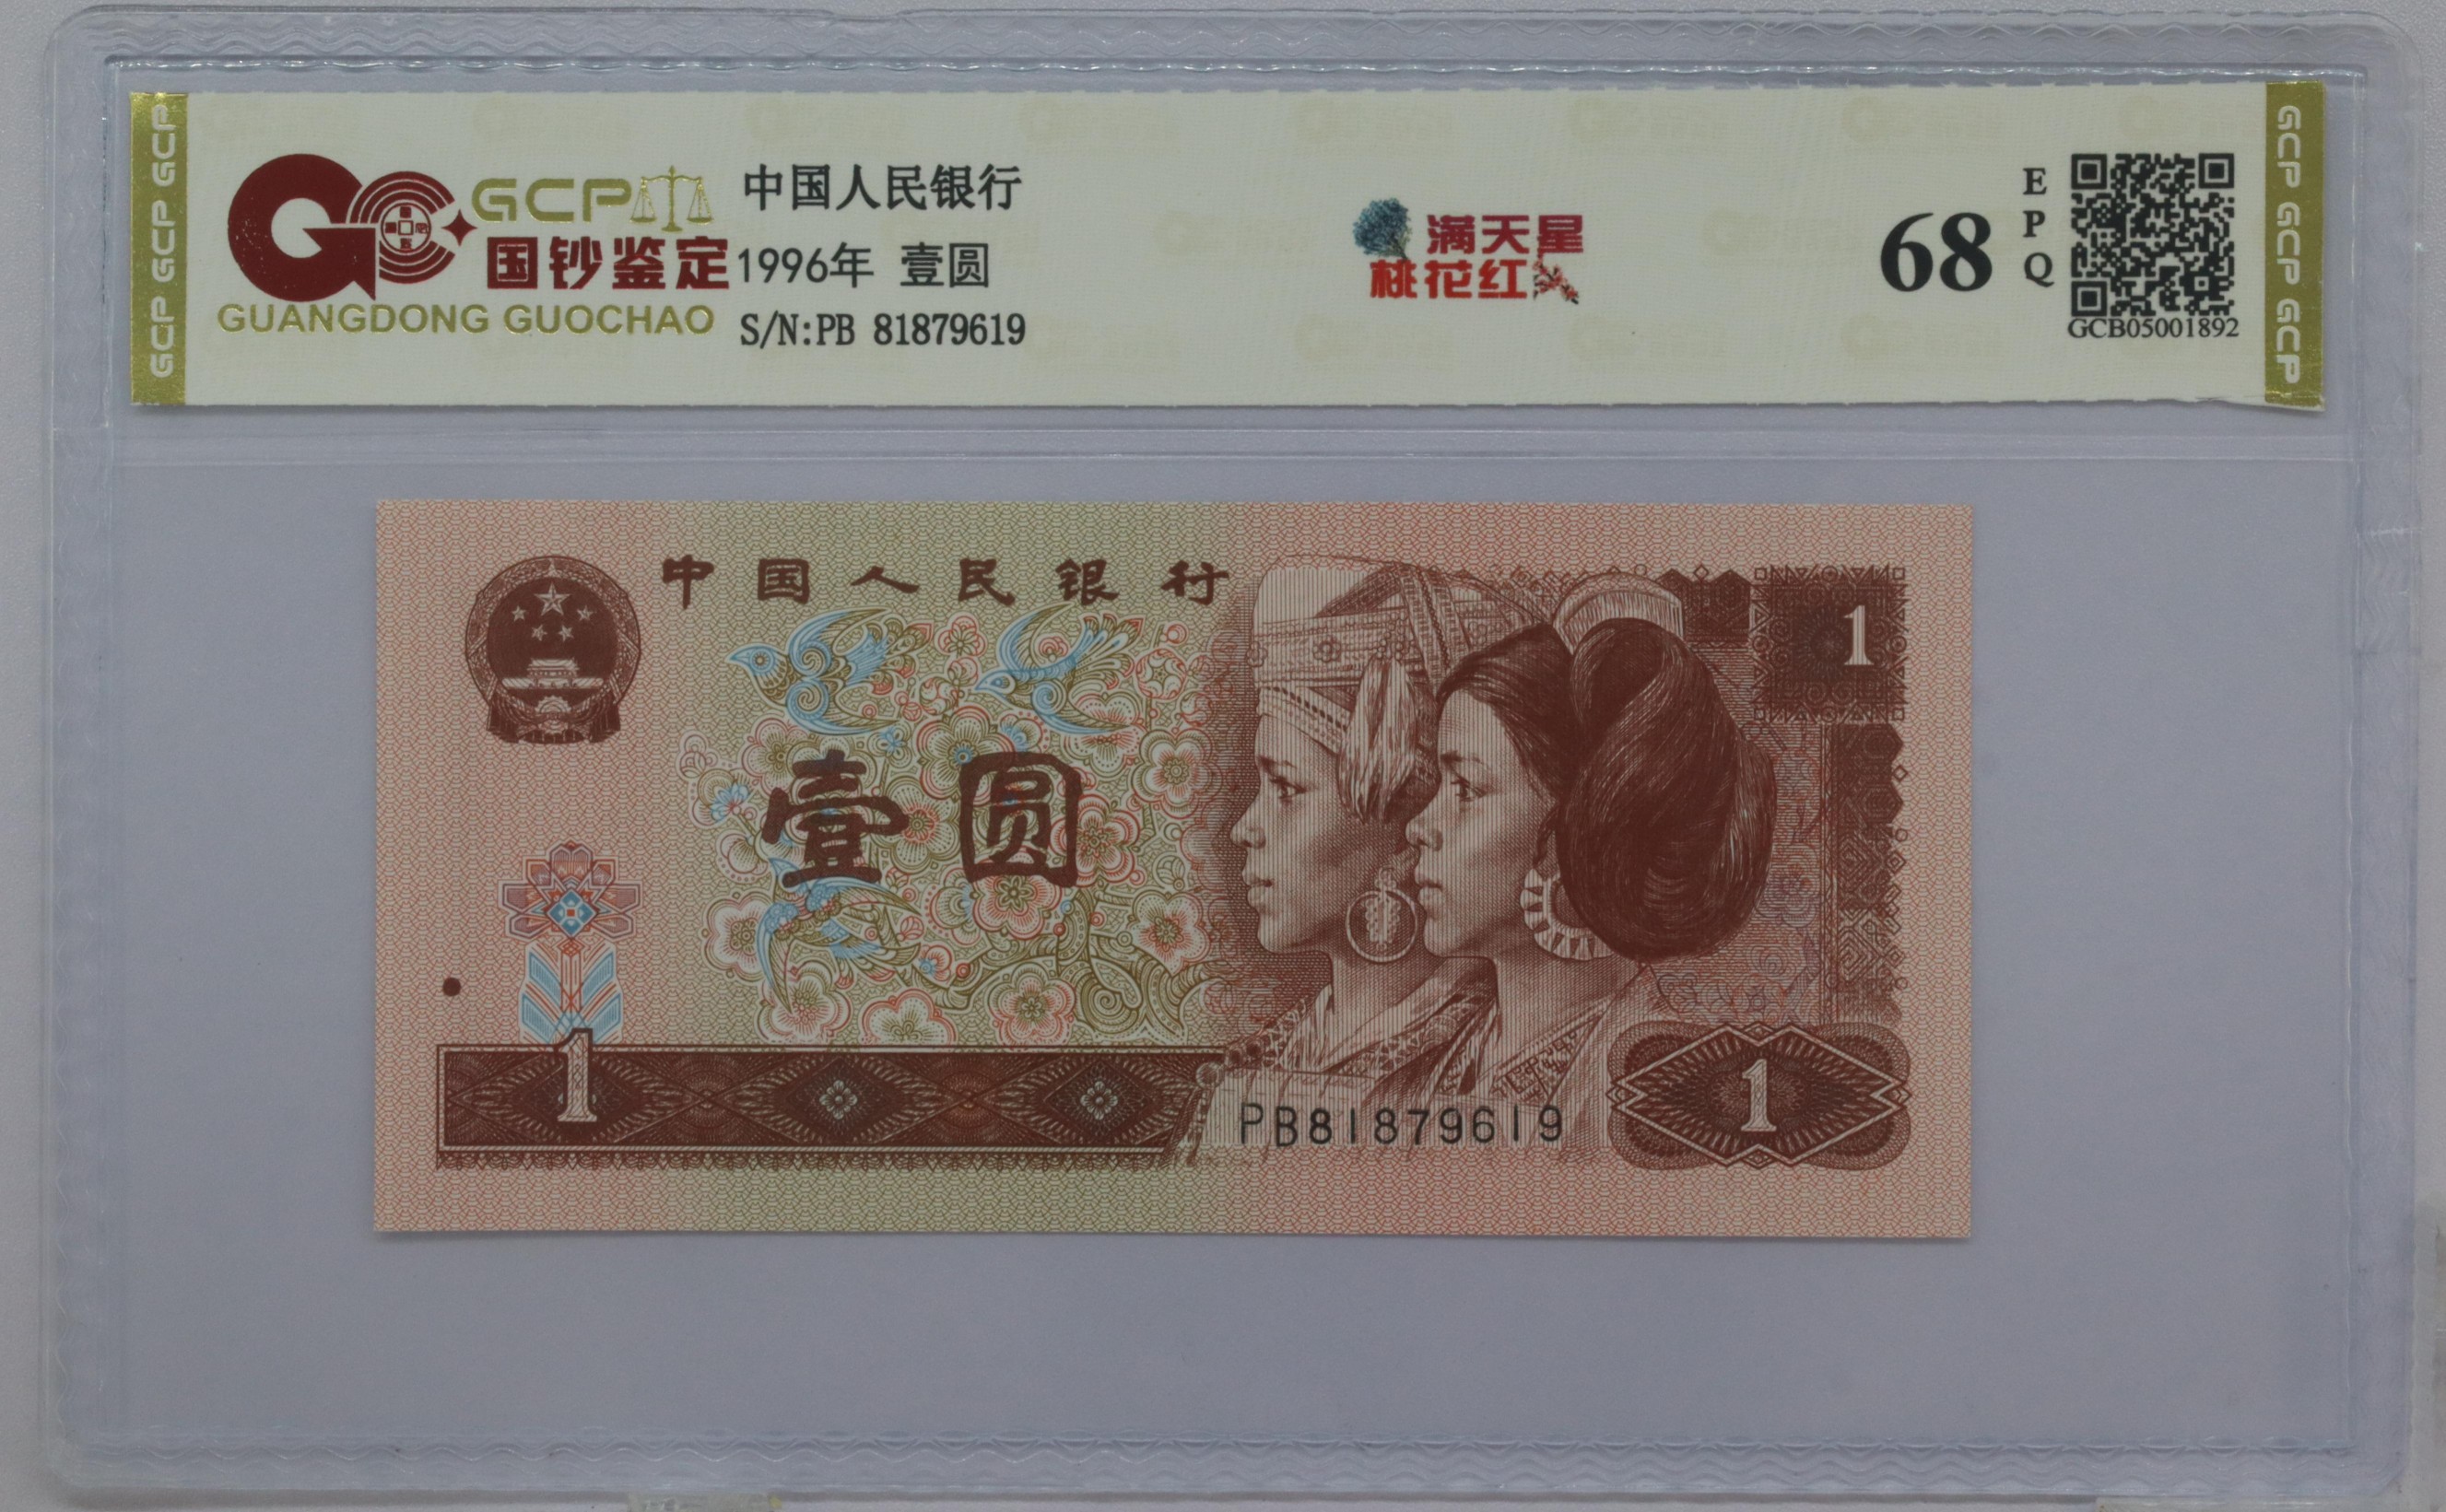 GCP GCP GCP
GCP
国钞鉴定
GUANGDONG GUOCHAO
中国人民银行
1996年 壹圆
S/N:PB 81879619
满天星
桃花红
68
EPQ
GCB05001892
GCP GCP GCP
中国人民银行
1
壹圆
1
PB81879619
1